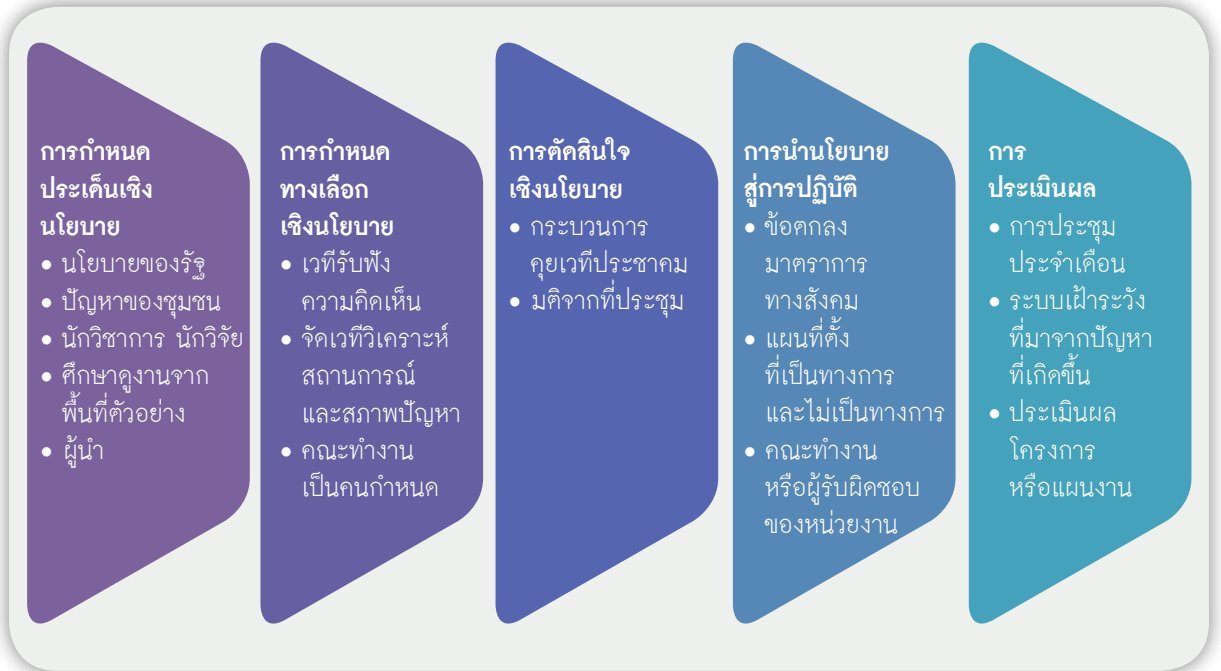 การกำหนด
ประเด็นเชิง
นโยบาย
• นโยบายของรัฐ
• ปัญหาของชุมชน
• นักวิชาการ นักวิจัย
• ศึกษาดูงานจาก
พื้นที่ตัวอย่าง
• ผู้นำ
การกำหนด
ทางเลือก
เชิงนโยบาย
• เวทีรับฟัง
ความคิดเห็น
• จัดเวทีวิเคราะห์
สถานการณ์
และสภาพปัญหา
• คณะทำงาน
เป็นคนกำหนด
การตัดสินใจ
เชิงนโยบาย
• กระบวนการ
คุยเวทีประชาคม
• มติจากที่ประชุม
การนำนโยบาย
สู่การปฏิบัติ
• ข้อตกลง
มาตราการ
ทางสังคม
• แผนที่ตั้ง
ที่เป็นทางการ
และไม่เป็นทางการ
• คณะทำงาน
หรือผู้รับผิดชอบ
ของหน่วยงาน
การ
ประเมินผล
• การประชุม
ประจำเดือน
• ระบบเฝ้าระวัง
ที่มาจากปัญหา
ที่เกิดขึ้น
• ประเมินผล
โครงการ
หรือแผนงาน